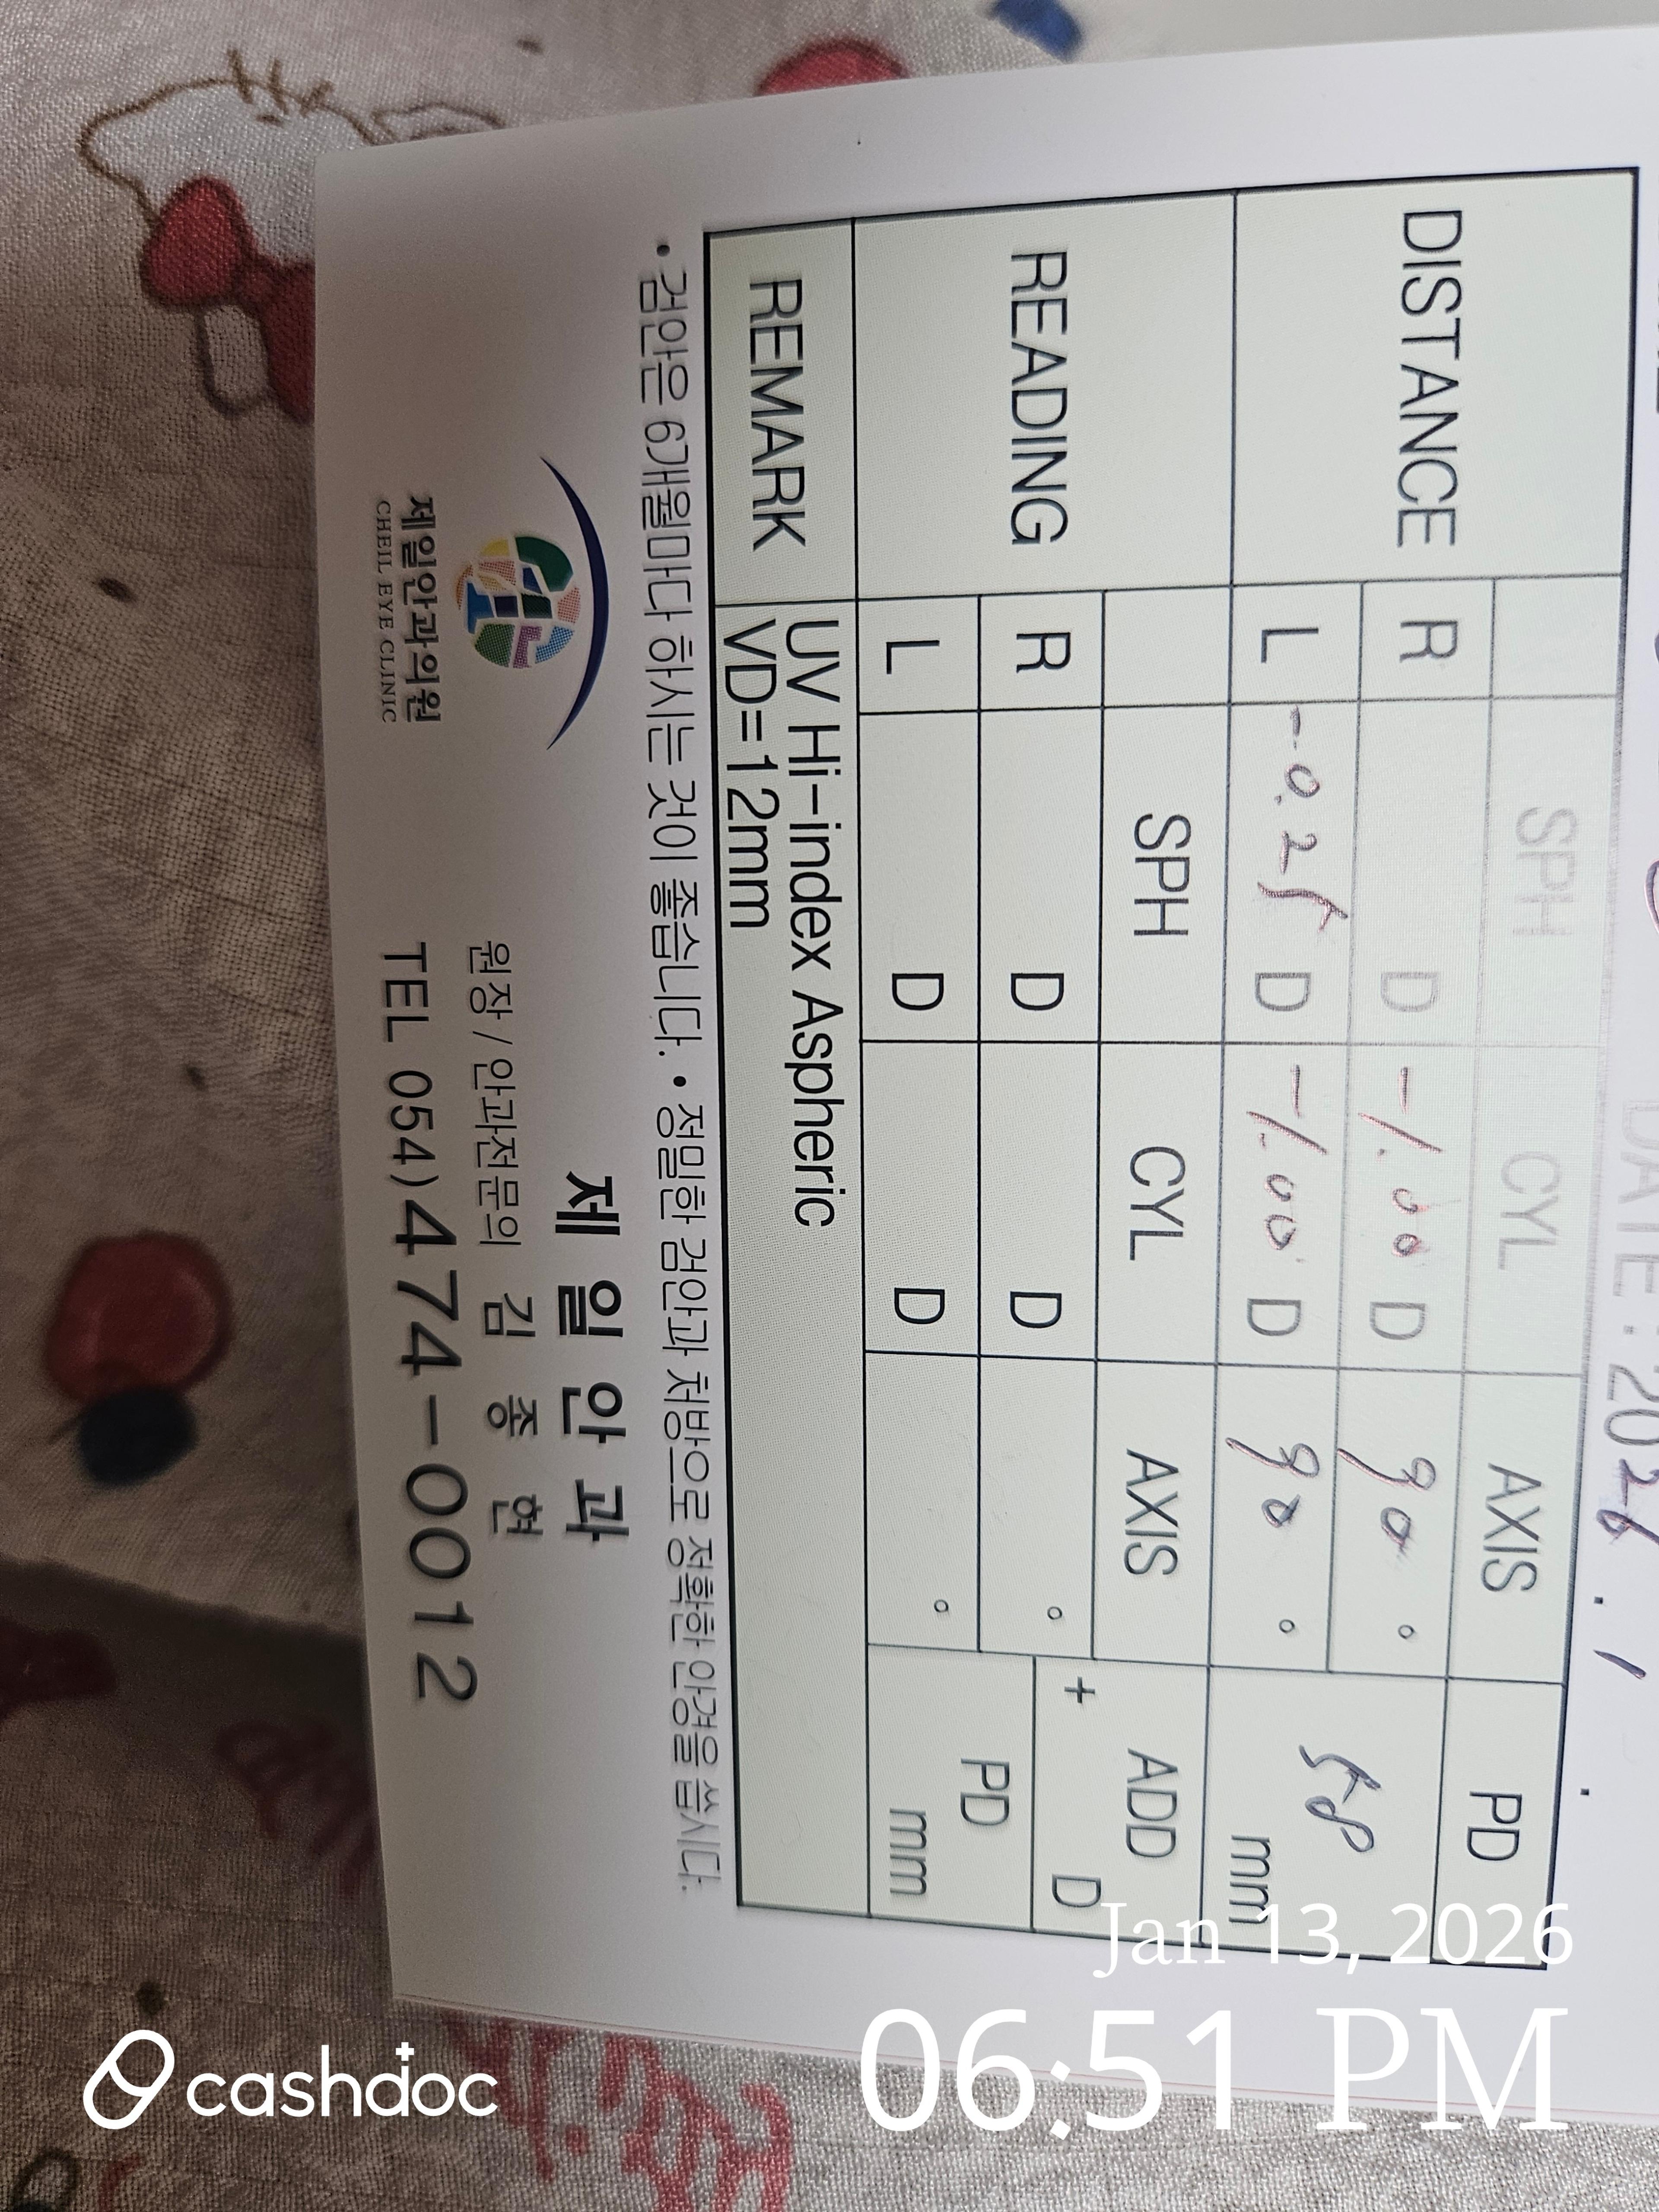 DATE : 2026 . 1 .
SPH CYL AXIS PD
DISTANCE R D -1.00 D 90 ° 58 mm
L -0.25 D -1.00 D 90 °
SPH CYL AXIS ADD
READING R D D ° + D
L D D ° PD mm
REMARK UV Hi-index Aspheric
VD=12mm
• 검안은 6개월마다 하시는 것이 좋습니다. • 정밀한 검안과 처방으로 정확한 안경을 씁시다.
제일안과의원
CHEIL EYE CLINIC
제일안과
원장 / 안과전문의 김종현
TEL 054)474-0012
Jan 13, 2026
06:51 PM
cashdoc